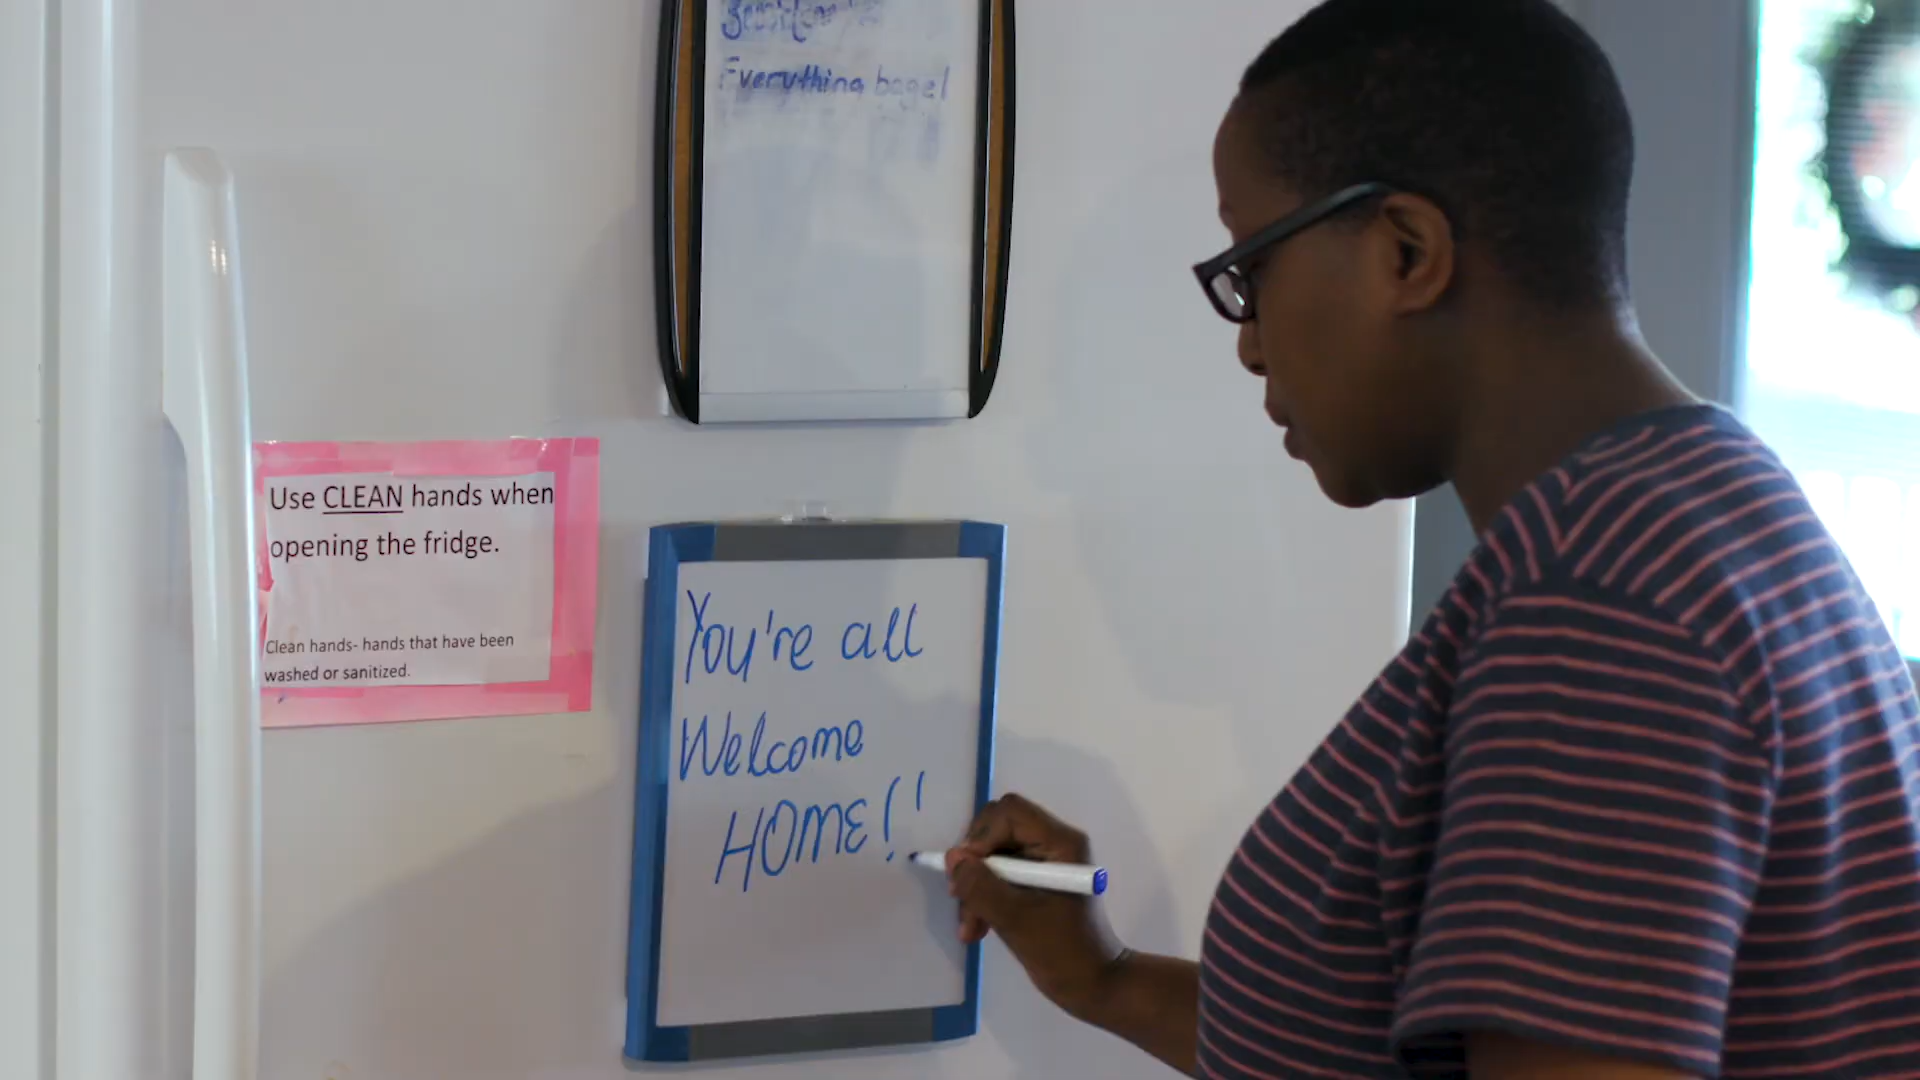 Everything bagel
Use CLEAN hands when
opening the fridge.
Clean hands- hands that have been
washed or sanitized.
You're all
Welcome
HOME!'